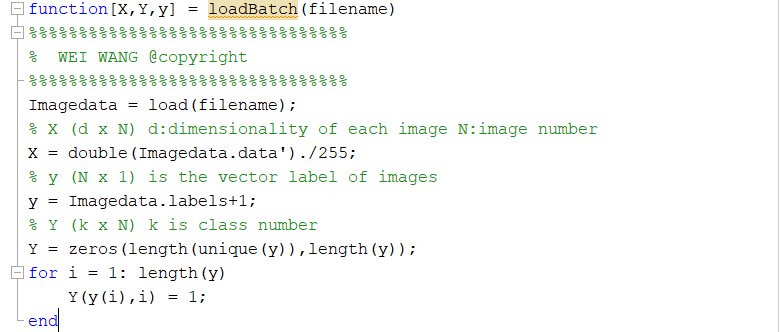 function[X,Y,y] = loadBatch(filename)
%%%%%%%%%%%%%%%%%%%%%%%%%%%%%%%%
%  WEI WANG @copyright
%%%%%%%%%%%%%%%%%%%%%%%%%%%%%%%%
Imagedata = load(filename);
% X (d x N) d:dimensionality of each image N:image number
X = double(Imagedata.data')./255;
% y (N x 1) is the vector label of images
y = Imagedata.labels+1;
% Y (k x N) k is class number
Y = zeros(length(unique(y)),length(y));
for i = 1: length(y)
    Y(y(i),i) = 1;
end